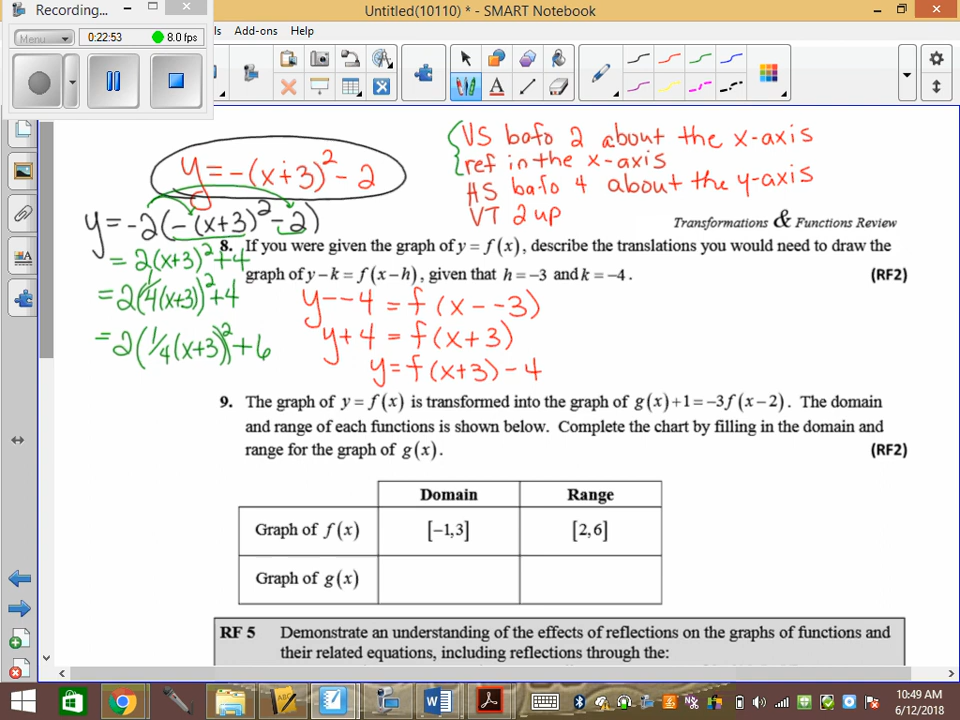 Untitled(10110) * - SMART Notebook
Recording...
Menu
0:22:53
8.0 fps
ls Add-ons Help
y = -(x+3)² - 2
VS bafo 2 about the x-axis
ref in the x-axis
HS bafo 4 about the y-axis
VT 2 up
y = -2(-(x+3)² - 2)
= 2(x+3)² + 4
= 2(1/4(x+3))² + 4
= 2(1/4(x+3))² + 6
Transformations & Functions Review
8. If you were given the graph of y = f(x), describe the translations you would need to draw the
graph of y - k = f(x - h), given that h = -3 and k = -4. (RF2)
y - -4 = f(x - -3)
y + 4 = f(x+3)
y = f(x+3) - 4
9. The graph of y = f(x) is transformed into the graph of g(x)+1 = -3f(x-2). The domain
and range of each functions is shown below. Complete the chart by filling in the domain and
range for the graph of g(x). (RF2)
Domain Range
Graph of f(x) [-1,3] [2,6]
Graph of g(x)
RF 5 Demonstrate an understanding of the effects of reflections on the graphs of functions and
their related equations, including reflections through the:
10:49 AM
6/12/2018